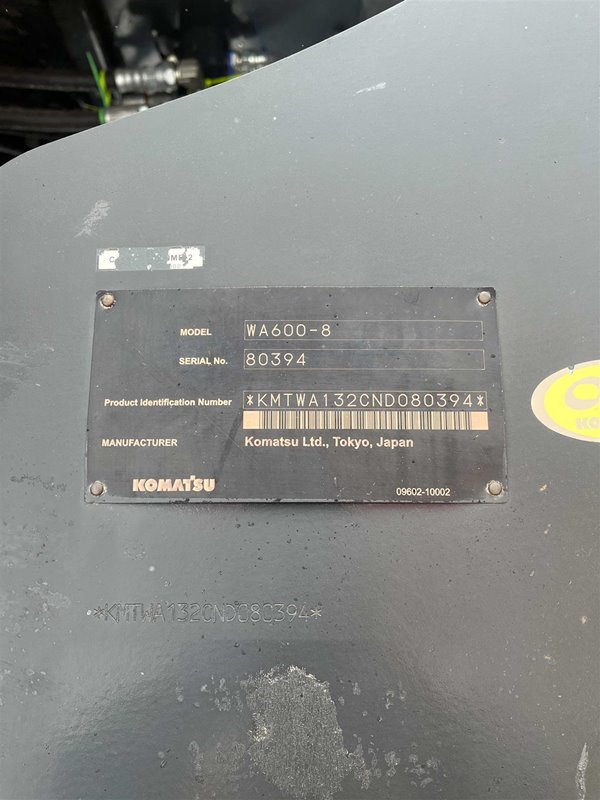 MODEL WA600-8
SERIAL No. 80394
Product Identification Number *KMTWA132CND080394*
MANUFACTURER Komatsu Ltd., Tokyo, Japan
KOMATSU 09602-10002
*KMTWA132CND080394*